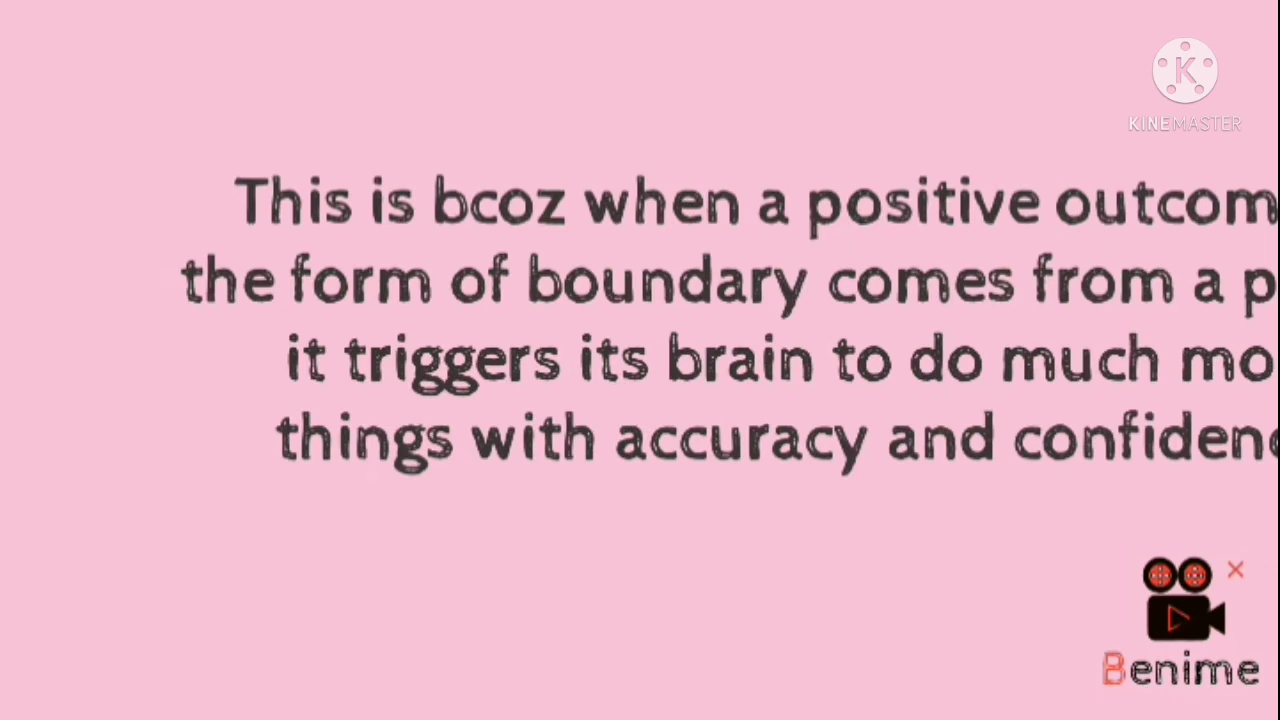 KINEMASTER
This is bcoz when a positive outcom
the form of boundary comes from a p
it triggers its brain to do much mo
things with accuracy and confidenc
Benime